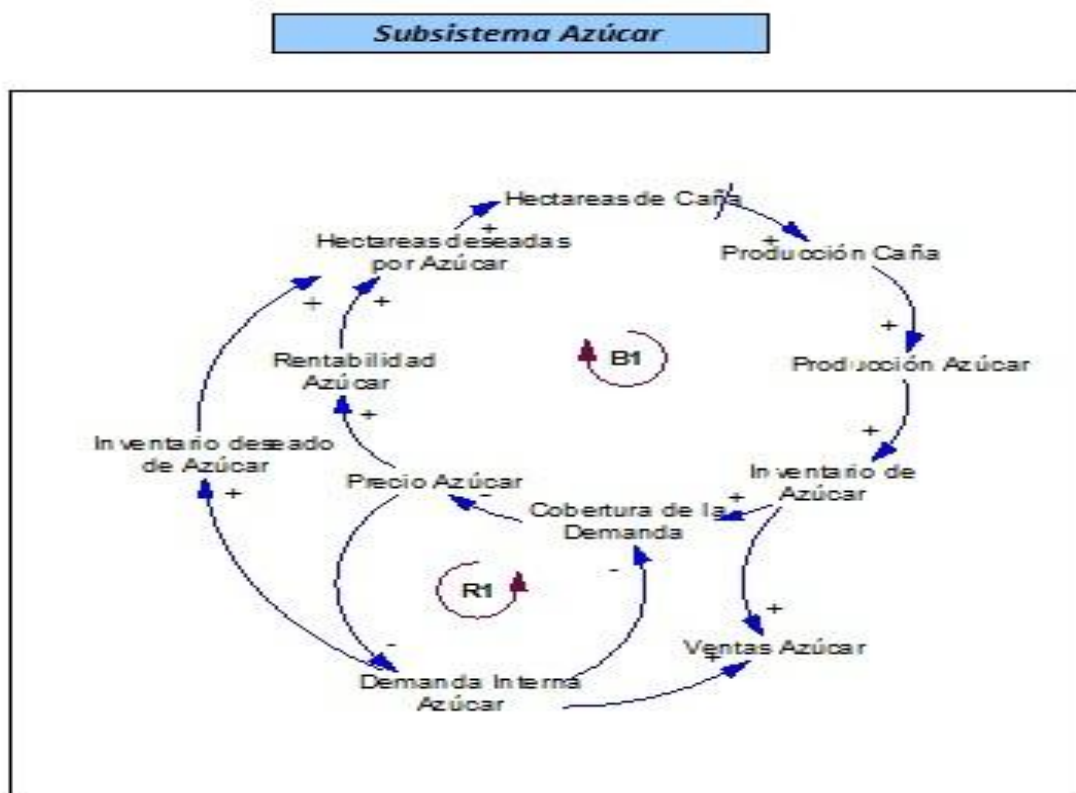 Subsistema Azúcar
Hectareas de Caña
+
Hectareas deseadas
por Azúcar
+
Producción Caña
+
+
+
Rentabilidad
Azúcar
B1
Producción Azúcar
+
+
Inventario deseado
de Azúcar
+
Precio Azúcar
-
Inventario de
Azúcar
+
Cobertura de la
Demanda
-
R1
+
Ventas Azúcar
+
-
Demanda Interna
Azúcar